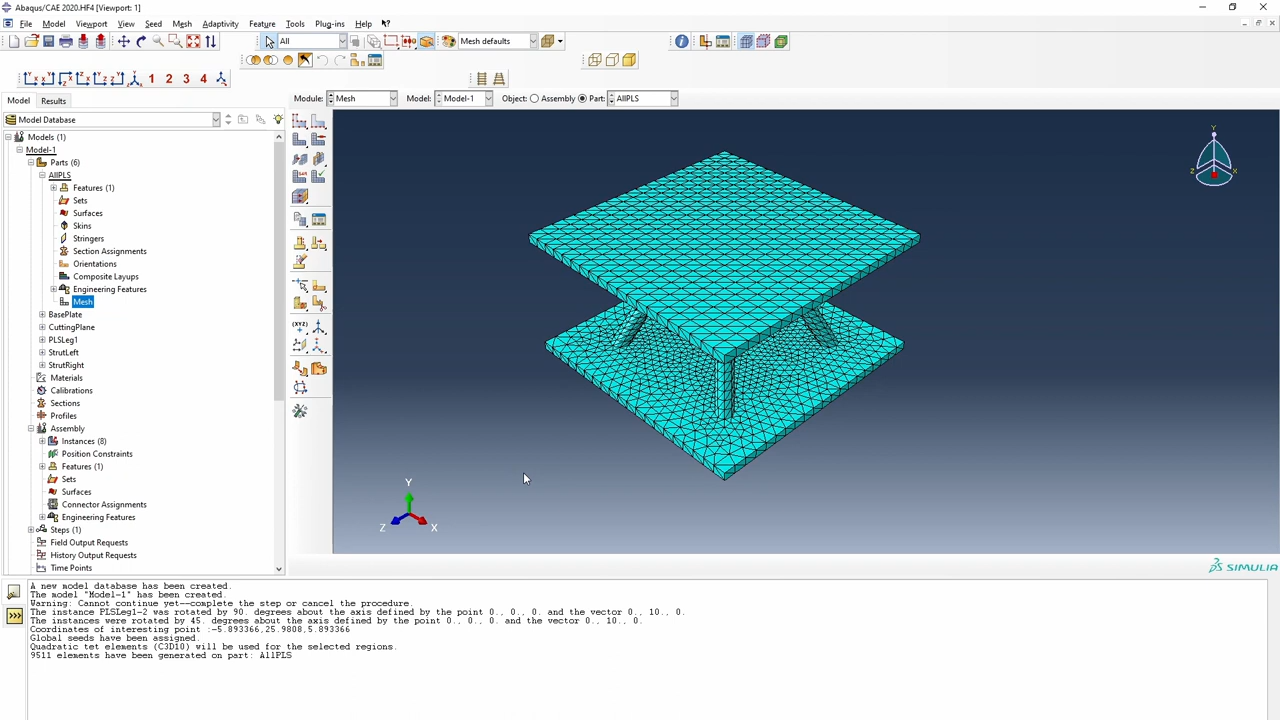 Abaqus/CAE 2020.HF4 [Viewport: 1]
File Model Viewport View Seed Mesh Adaptivity Feature Tools Plug-ins Help
All Mesh defaults
1 2 3 4
Model Results
Module: Mesh Model: Model-1 Object: Assembly Part: AllPLS
Model Database
Models (1)
Model-1
Parts (6)
AllPLS
Features (1)
Sets
Surfaces
Skins
Stringers
Section Assignments
Orientations
Composite Layups
Engineering Features
Mesh
BasePlate
CuttingPlane
PLSLeg1
StrutLeft
StrutRight
Materials
Calibrations
Sections
Profiles
Assembly
Instances (8)
Position Constraints
Features (1)
Sets
Surfaces
Connector Assignments
Engineering Features
Steps (1)
Field Output Requests
History Output Requests
Time Points
(XYZ)
Y
Z
X
Y
Z
X
SIMULIA
A new model database has been created.
The model "Model-1" has been created.
Warning: Cannot continue yet--complete the step or cancel the procedure.
The instance PLSLeg1-2 was rotated by 90. degrees about the axis defined by the point 0., 0., 0. and the vector 0., 10., 0.
The instances were rotated by 45. degrees about the axis defined by the point 0., 0., 0. and the vector 0., 10., 0.
Coordinates of interesting point :-5.893366,25.9808,5.893366
Global seeds have been assigned.
Quadratic tet elements (C3D10) will be used for the selected regions.
9511 elements have been generated on part: AllPLS